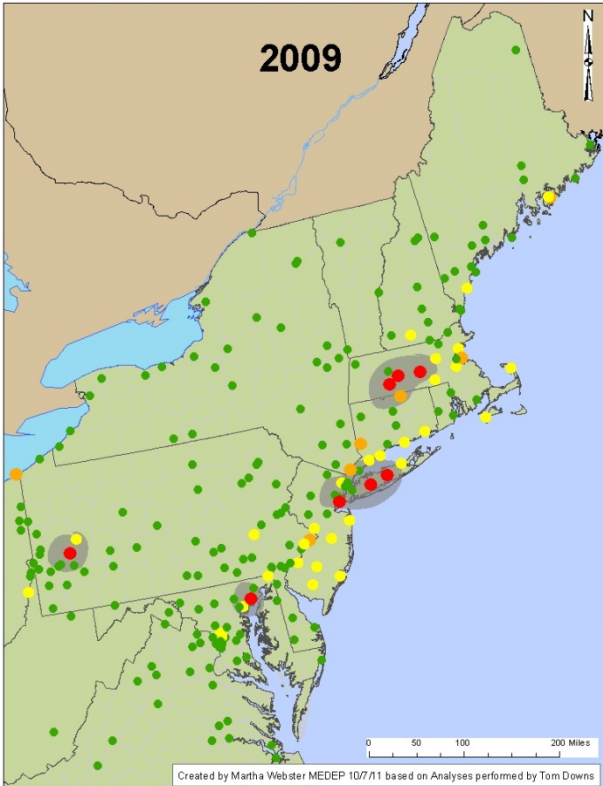 2009
N
0 50 100 200 Miles
Created by Martha Webster MEDEP 10/7/11 based on Analyses performed by Tom Downs